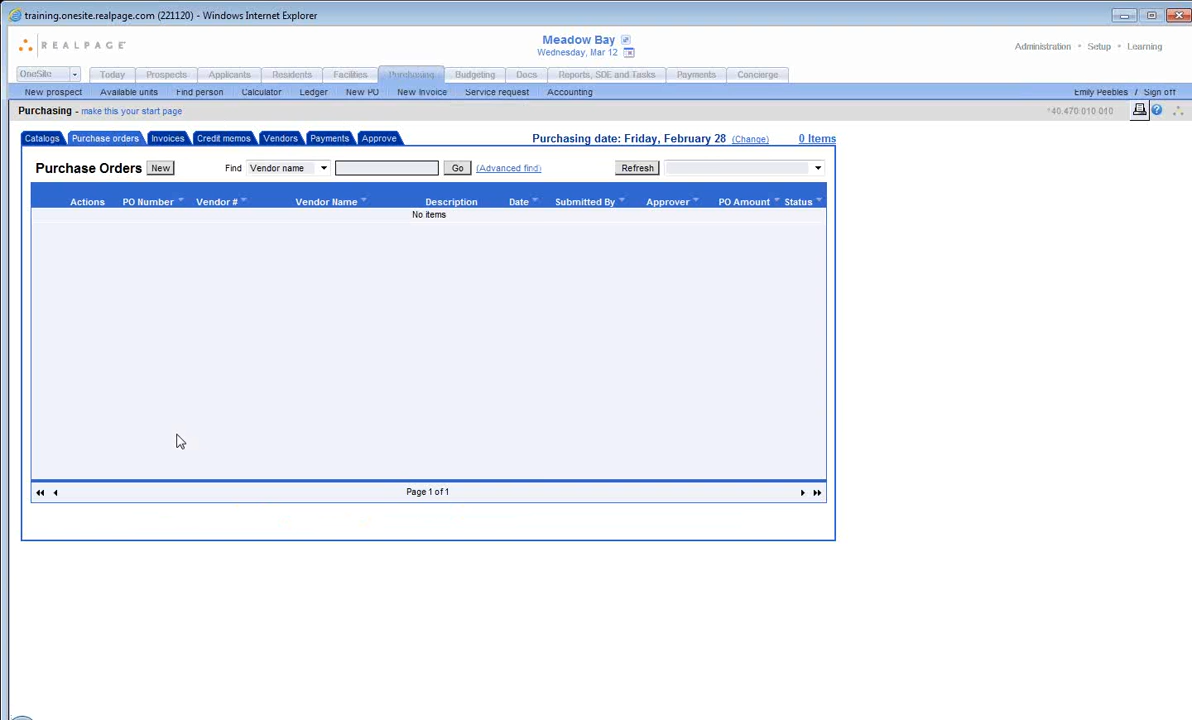 training.onesite.realpage.com (221120) - Windows Internet Explorer
REALPAGE
Meadow Bay
Wednesday, Mar 12
Administration • Setup • Learning
OneSite Today Prospects Applicants Residents Facilities Purchasing Budgeting Docs Reports, SDE and Tasks Payments Concierge
New prospect Available units Find person Calculator Ledger New PO New Invoice Service request Accounting Emily Peebles / Sign off
Purchasing - make this your start page *40.470.010.010
Catalogs Purchase orders Invoices Credit memos Vendors Payments Approve Purchasing date: Friday, February 28 (Change) 0 Items
Purchase Orders New Find Vendor name Go (Advanced find) Refresh
Actions PO Number Vendor # Vendor Name Description Date Submitted By Approver PO Amount Status
No items
Page 1 of 1